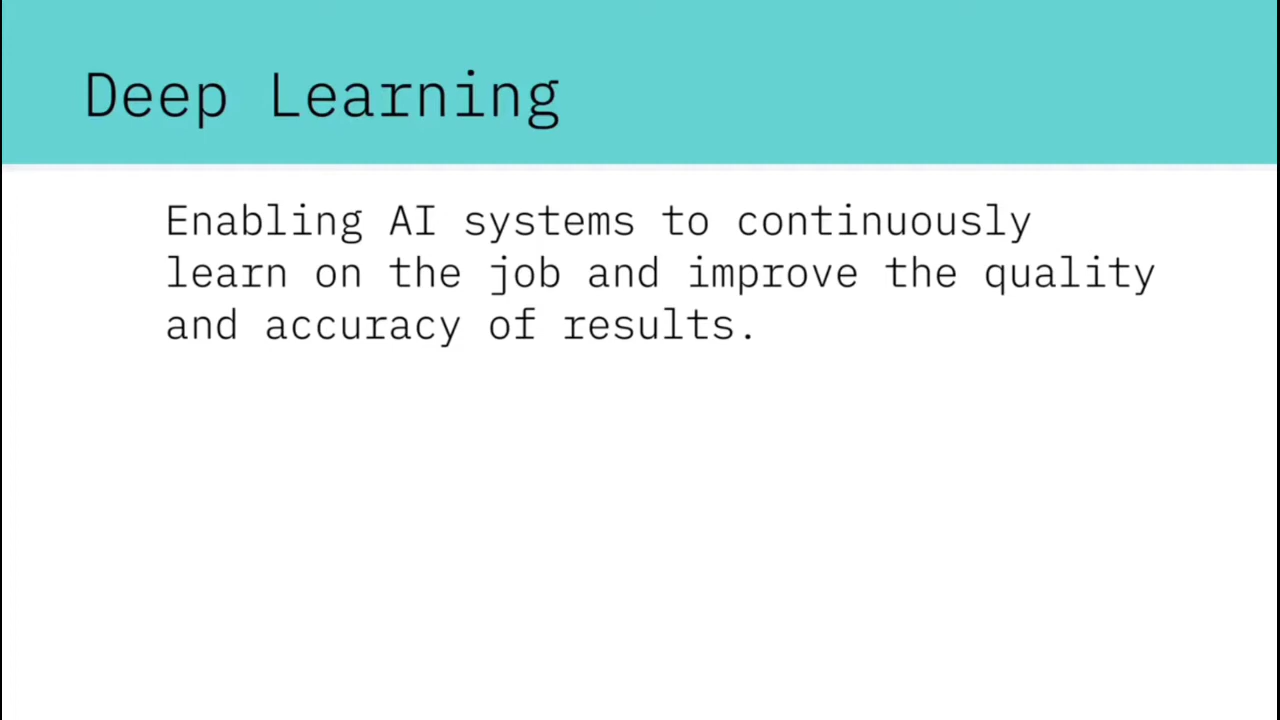 Deep Learning
Enabling AI systems to continuously
learn on the job and improve the quality
and accuracy of results.